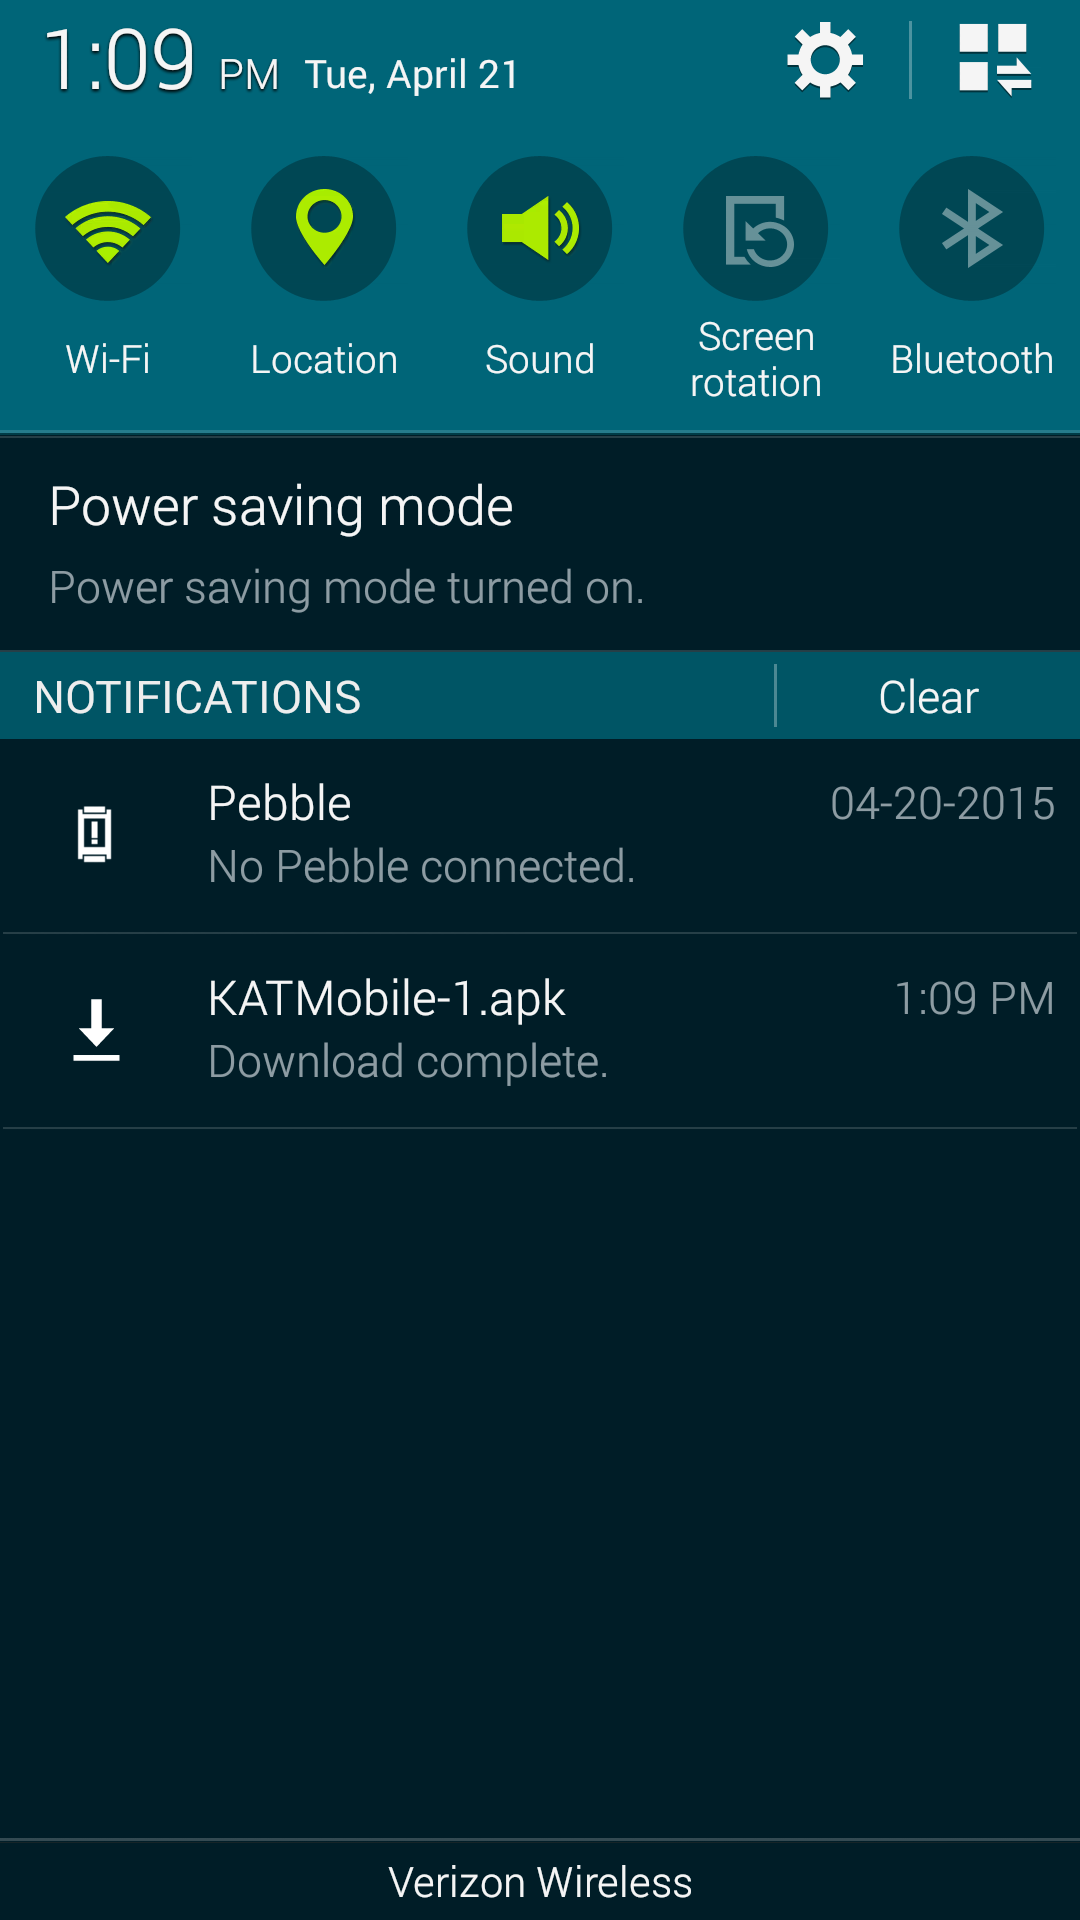 1:09 PM Tue, April 21
Wi-Fi
Location
Sound
Screen
rotation
Bluetooth
Power saving mode
Power saving mode turned on.
NOTIFICATIONS
Clear
Pebble
04-20-2015
No Pebble connected.
KATMobile-1.apk
1:09 PM
Download complete.
Verizon Wireless